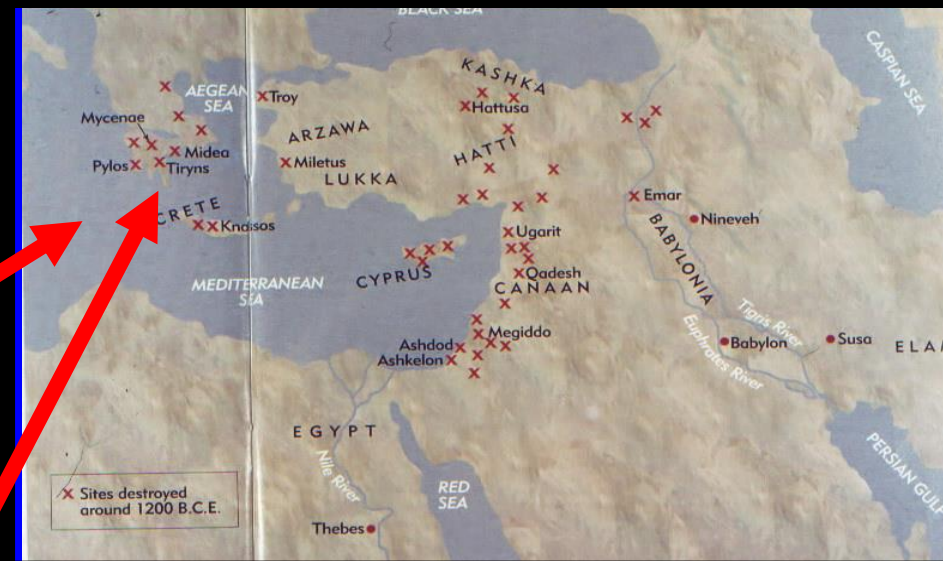 BLACK SEA
CASPIAN SEA
KASHKA
AEGEAN
SEA
Troy
Hattusa
Mycenae
ARZAWA
HATTI
Midea
Pylos
Tiryns
Miletus
LUKKA
Emar
CRETE
Knossos
Nineveh
Ugarit
BABYLONIA
CYPRUS
Qadesh
MEDITERRANEAN
SEA
CANAAN
Tigris River
Megiddo
Ashdod
Ashkelon
Babylon
Susa
ELAM
Euphrates River
EGYPT
Nile River
PERSIAN GULF
RED
SEA
X Sites destroyed
around 1200 B.C.E.
Thebes